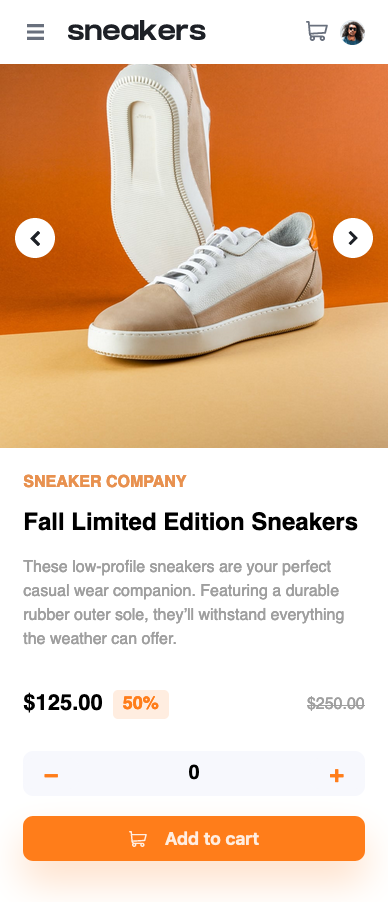 sneakers
SNEAKER COMPANY
Fall Limited Edition Sneakers
These low-profile sneakers are your perfect
casual wear companion. Featuring a durable
rubber outer sole, they’ll withstand everything
the weather can offer.
$125.00 50% $250.00
− 0 +
Add to cart